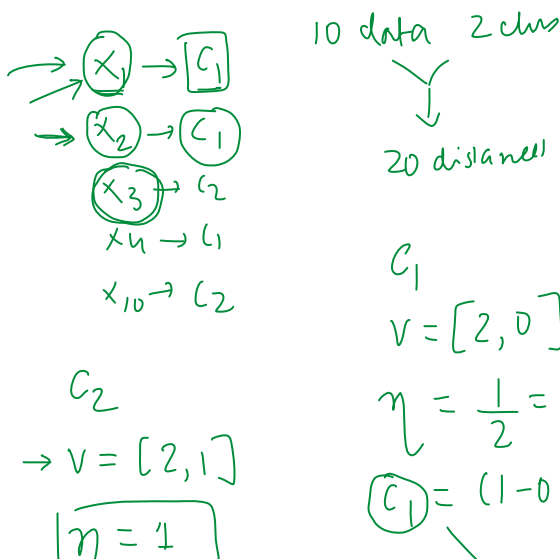 10 data 2 clus
20 distances
x₁ → C₁
x₂ → C₁
x₃ → C₂
x4 → C₁
x₁₀ → C₂
C₁
v = [2, 0]
η = 1/2 =
C₁ = (1-0
C₂
→ v = [2, 1]
η = 1